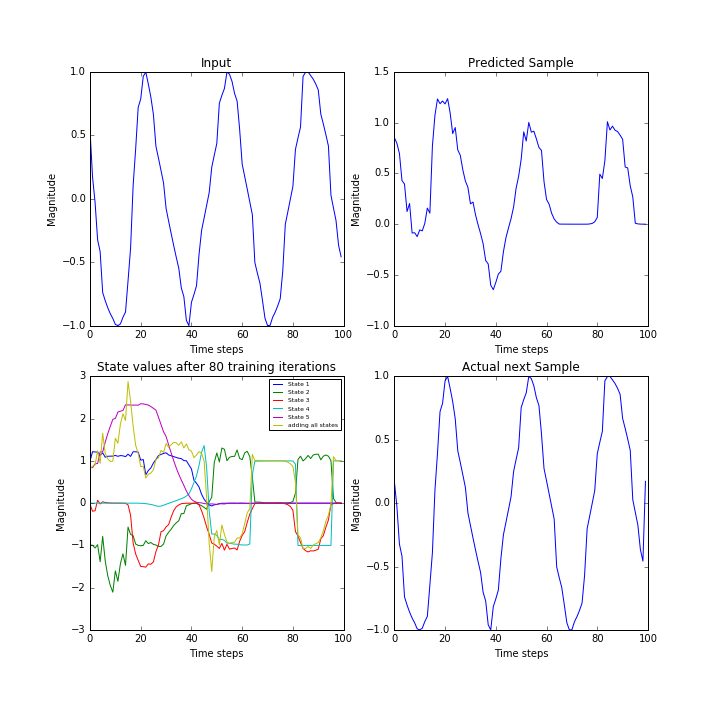 Input
1.0
0.5
0.0
−0.5
−1.0
Magnitude
0 20 40 60 80 100
Time steps
Predicted Sample
1.5
1.0
0.5
0.0
−0.5
−1.0
Magnitude
0 20 40 60 80 100
Time steps
State values after 80 training iterations
3
2
1
0
−1
−2
−3
Magnitude
State 1
State 2
State 3
State 4
State 5
adding all states
0 20 40 60 80 100
Time steps
Actual next Sample
1.0
0.5
0.0
−0.5
−1.0
Magnitude
0 20 40 60 80 100
Time steps